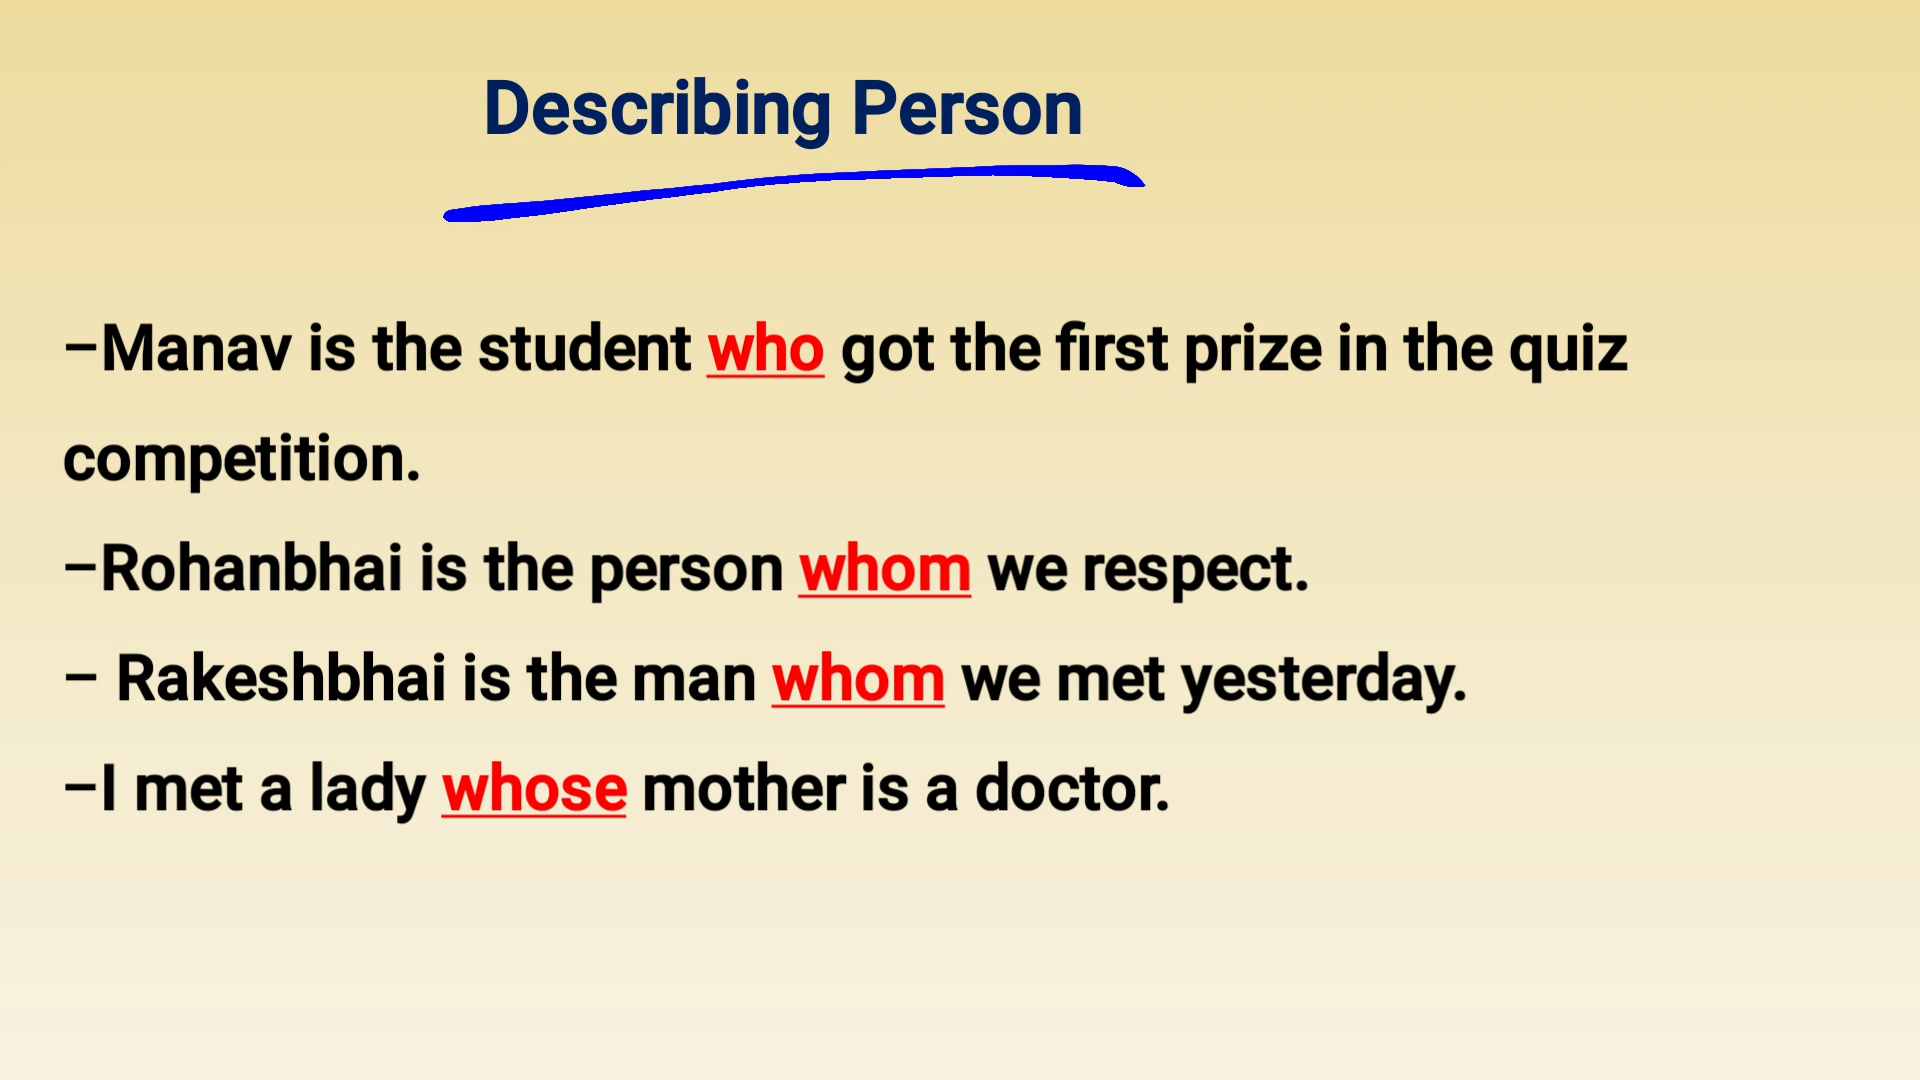 Describing Person
–Manav is the student who got the first prize in the quiz
competition.
–Rohanbhai is the person whom we respect.
– Rakeshbhai is the man whom we met yesterday.
–I met a lady whose mother is a doctor.